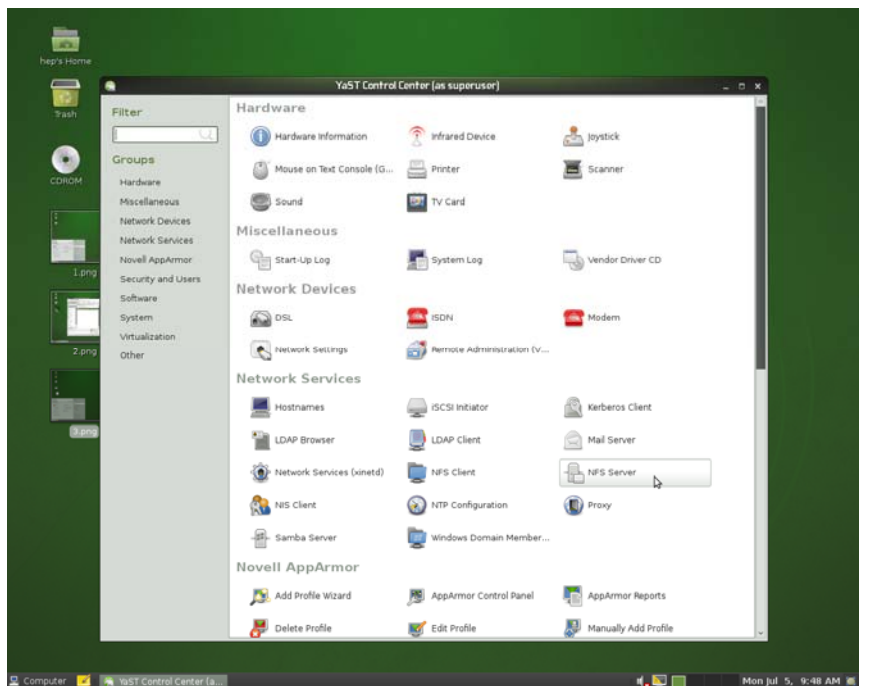 hep's Home
Trash
CDROM
1.png
2.png
3.png
YaST Control Center (as superuser)
Filter
Groups
Hardware
Miscellaneous
Network Devices
Network Services
Novell AppArmor
Security and Users
Software
System
Virtualization
Other
Hardware
Hardware Information
Infrared Device
Joystick
Mouse on Text Console (G...
Printer
Scanner
Sound
TV Card
Miscellaneous
Start-Up Log
System Log
Vendor Driver CD
Network Devices
DSL
ISDN
Modem
Network Settings
Remote Administration (V...
Network Services
Hostnames
iSCSI Initiator
Kerberos Client
LDAP Browser
LDAP Client
Mail Server
Network Services (xinetd)
NFS Client
NFS Server
NIS Client
NTP Configuration
Proxy
Samba Server
Windows Domain Member...
Novell AppArmor
Add Profile Wizard
AppArmor Control Panel
AppArmor Reports
Delete Profile
Edit Profile
Manually Add Profile
Computer
YaST Control Center (a...
Mon Jul 5, 9:48 AM